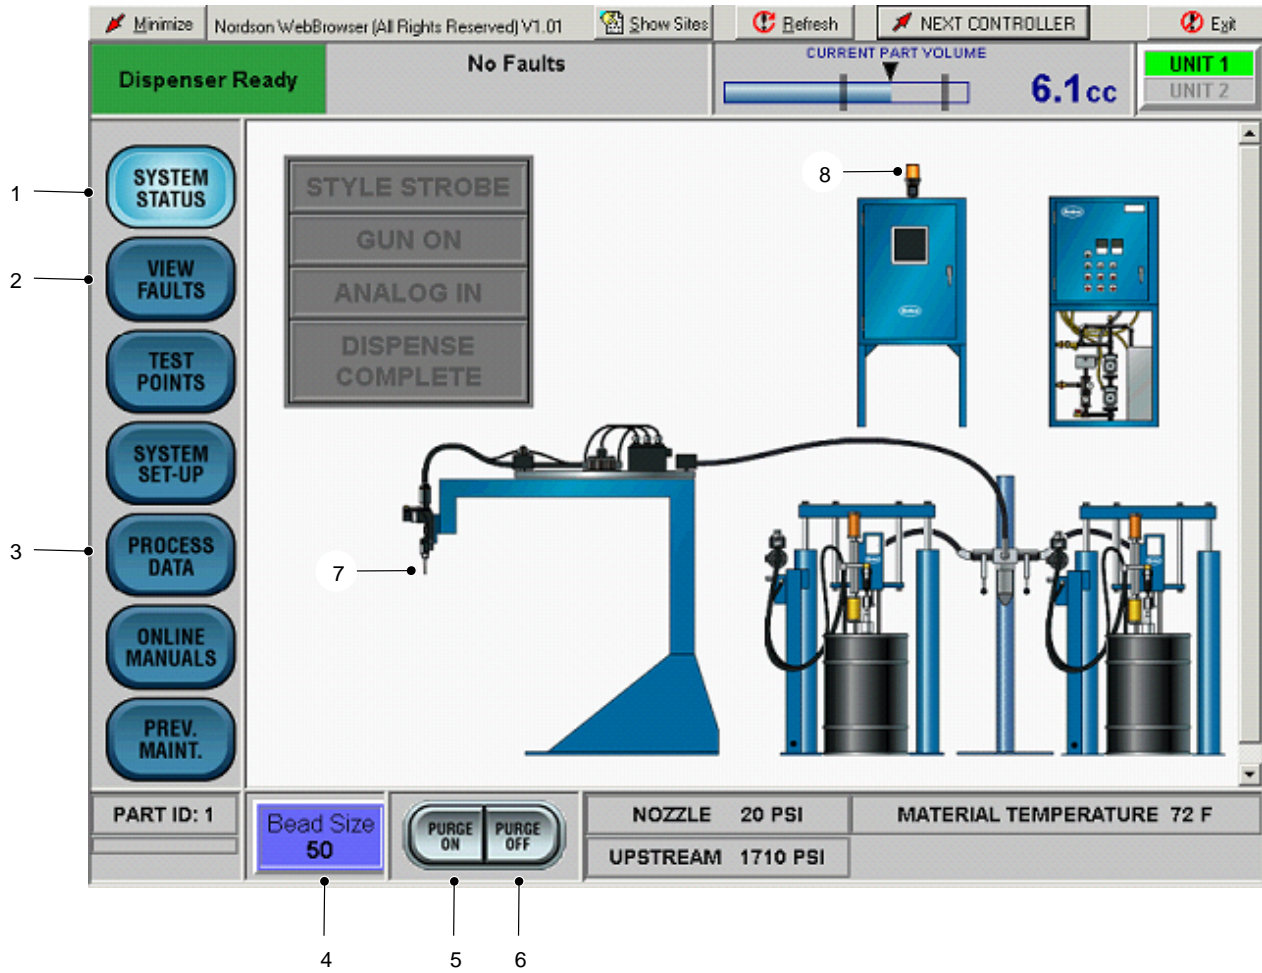 Minimize
Nordson WebBrowser (All Rights Reserved) V1.01
Show Sites
Refresh
NEXT CONTROLLER
Exit
Dispenser Ready
No Faults
CURRENT PART VOLUME
6.1cc
UNIT 1
UNIT 2
1
SYSTEM
STATUS
2
VIEW
FAULTS
TEST
POINTS
SYSTEM
SET-UP
3
PROCESS
DATA
ONLINE
MANUALS
PREV.
MAINT.
STYLE STROBE
GUN ON
ANALOG IN
DISPENSE
COMPLETE
8
7
PART ID: 1
Bead Size
50
PURGE
ON
PURGE
OFF
NOZZLE 20 PSI
MATERIAL TEMPERATURE 72 F
UPSTREAM 1710 PSI
4
5
6